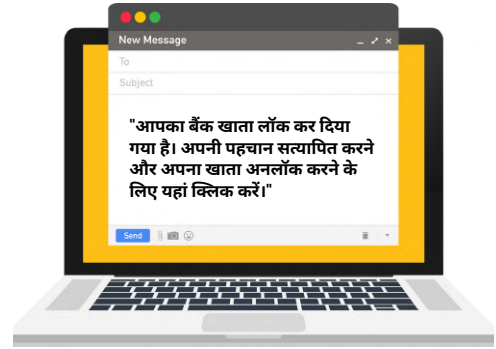 New Message
To
Subject
"आपका बैंक खाता लॉक कर दिया
गया है। अपनी पहचान सत्यापित करने
और अपना खाता अनलॉक करने के
लिए यहां क्लिक करें।"
Send